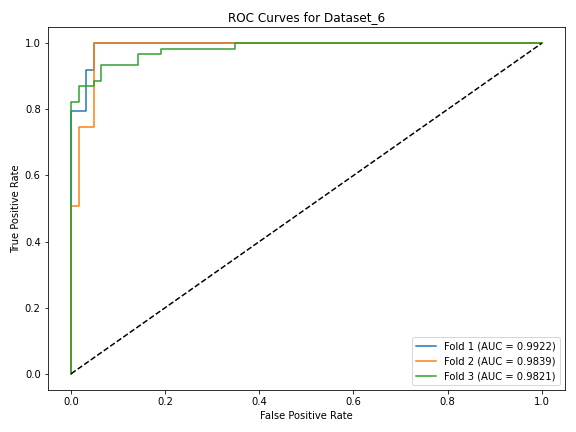 ROC Curves for Dataset_6
True Positive Rate
1.0
0.8
0.6
0.4
0.2
0.0
0.0 0.2 0.4 0.6 0.8 1.0
False Positive Rate
Fold 1 (AUC = 0.9922)
Fold 2 (AUC = 0.9839)
Fold 3 (AUC = 0.9821)